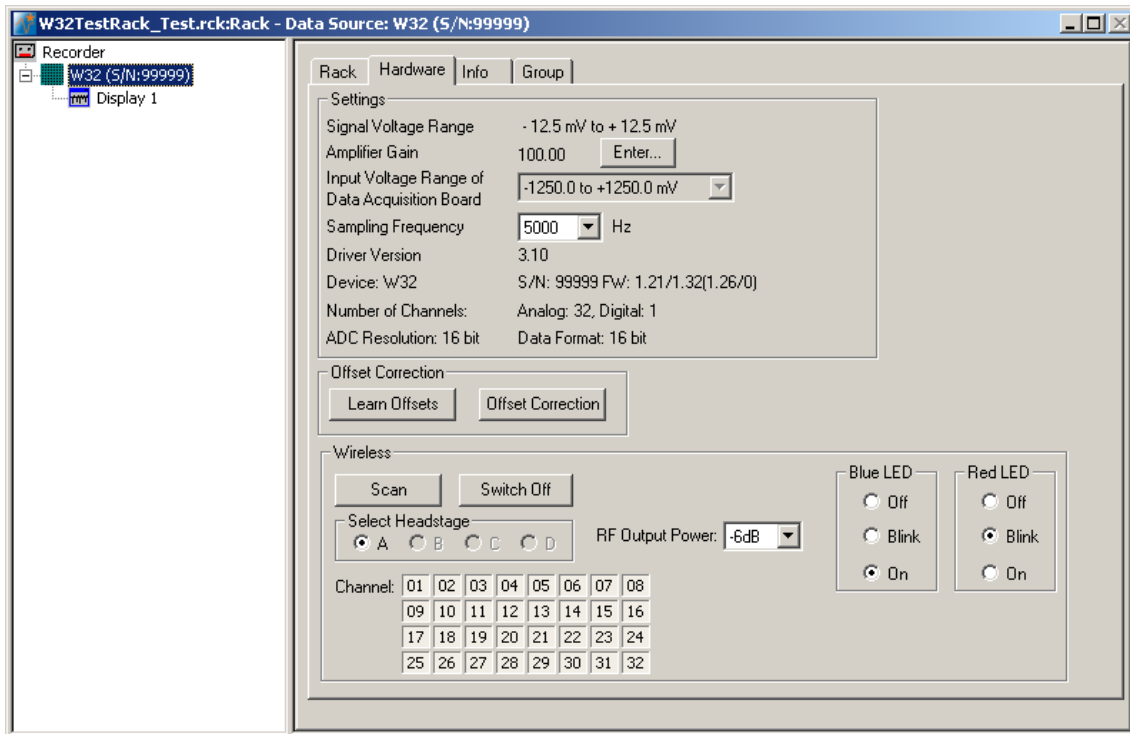 W32TestRack_Test.rck:Rack - Data Source: W32 (S/N:99999)
Recorder
W32 (S/N:99999)
Display 1
Rack Hardware Info Group
Settings
Signal Voltage Range - 12.5 mV to + 12.5 mV
Amplifier Gain 100.00 Enter...
Input Voltage Range of
Data Acquisition Board -1250.0 to +1250.0 mV
Sampling Frequency 5000 Hz
Driver Version 3.10
Device: W32 S/N: 99999 FW: 1.21/1.32(1.26/0)
Number of Channels: Analog: 32, Digital: 1
ADC Resolution: 16 bit Data Format: 16 bit
Offset Correction
Learn Offsets Offset Correction
Wireless
Scan Switch Off
Select Headstage
A B C D
RF Output Power: -6dB
Blue LED
Off
Blink
On
Red LED
Off
Blink
On
Channel: 01 02 03 04 05 06 07 08
09 10 11 12 13 14 15 16
17 18 19 20 21 22 23 24
25 26 27 28 29 30 31 32